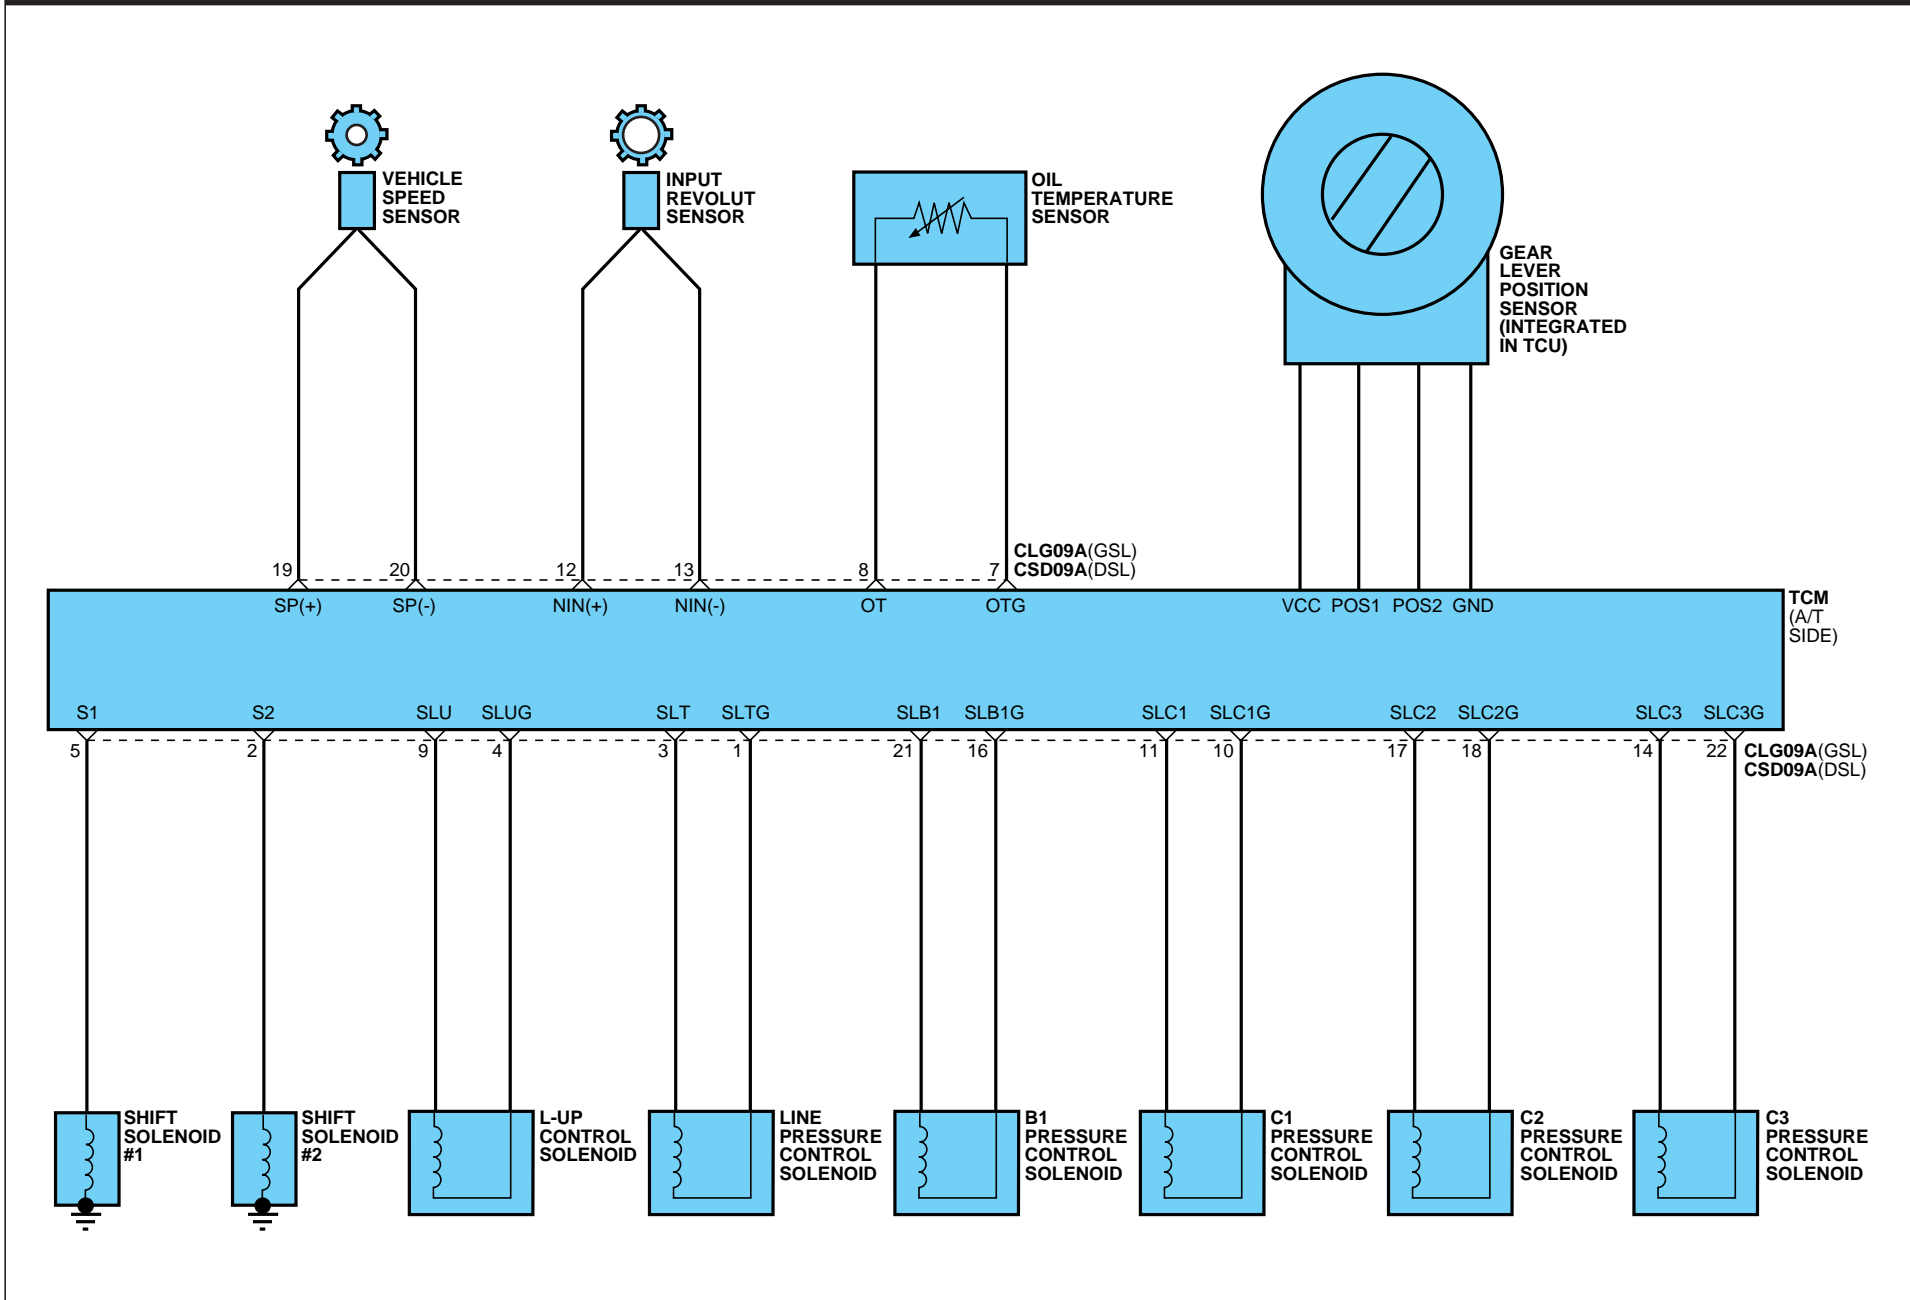 VEHICLE
SPEED
SENSOR
INPUT
REVOLUT
SENSOR
OIL
TEMPERATURE
SENSOR
GEAR
LEVER
POSITION
SENSOR
(INTEGRATED
IN TCU)
CLG09A(GSL)
CSD09A(DSL)
19 20 12 13 8 7
SP(+) SP(-) NIN(+) NIN(-) OT OTG VCC POS1 POS2 GND
TCM
(A/T
SIDE)
S1 S2 SLU SLUG SLT SLTG SLB1 SLB1G SLC1 SLC1G SLC2 SLC2G SLC3 SLC3G
5 2 9 4 3 1 21 16 11 10 17 18 14 22
CLG09A(GSL)
CSD09A(DSL)
SHIFT
SOLENOID
#1
SHIFT
SOLENOID
#2
L-UP
CONTROL
SOLENOID
LINE
PRESSURE
CONTROL
SOLENOID
B1
PRESSURE
CONTROL
SOLENOID
C1
PRESSURE
CONTROL
SOLENOID
C2
PRESSURE
CONTROL
SOLENOID
C3
PRESSURE
CONTROL
SOLENOID